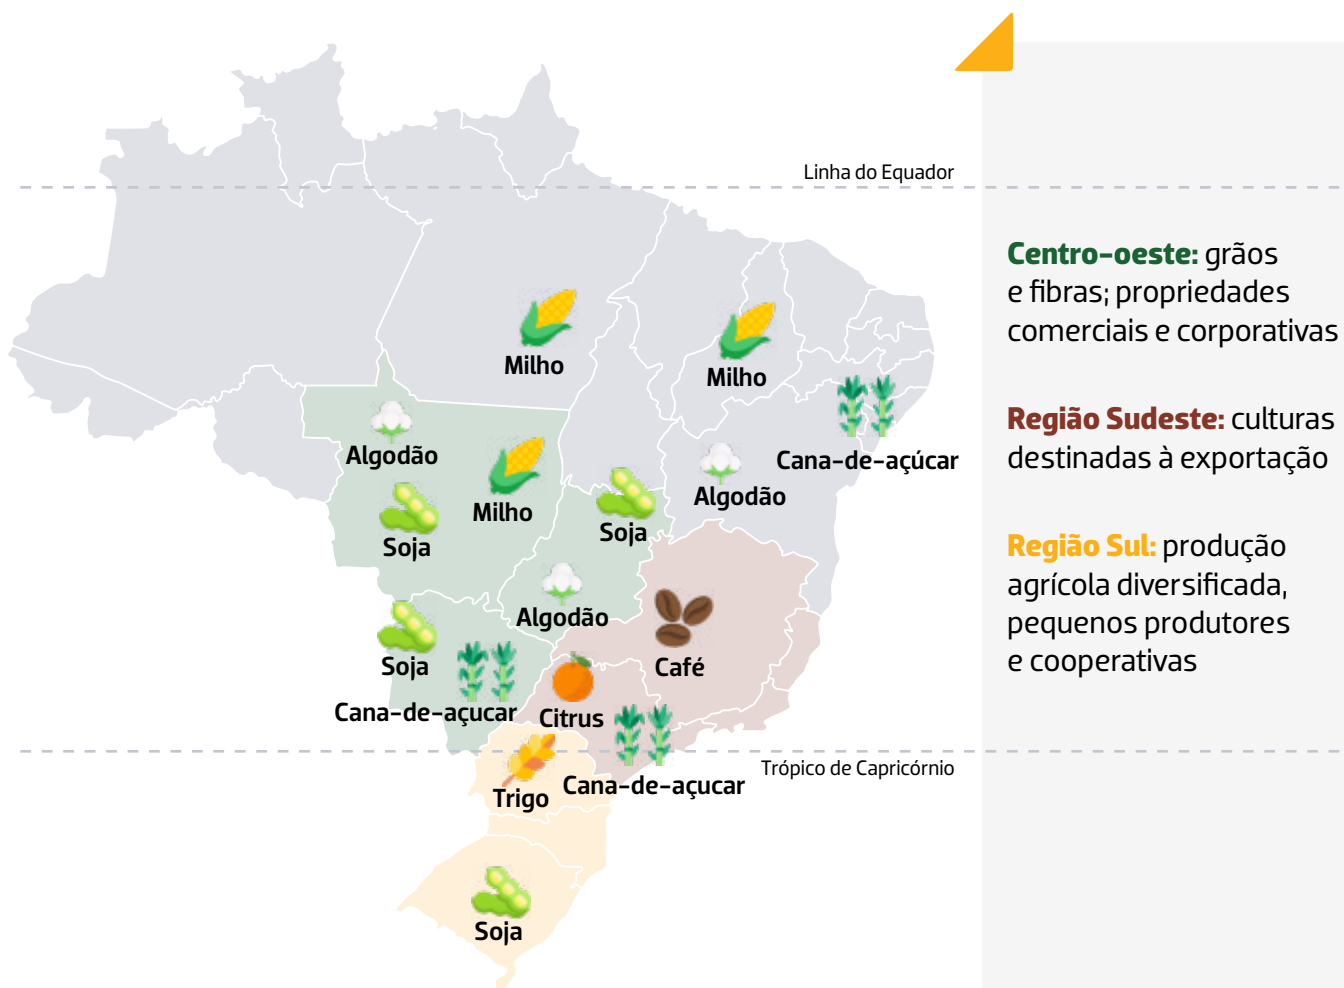 Linha do Equador
Milho
Milho
Cana-de-açúcar
Algodão
Algodão
Milho
Soja
Soja
Algodão
Soja
Café
Cana-de-açucar
Citrus
Trópico de Capricórnio
Cana-de-açucar
Trigo
Soja
Centro-oeste: grãos
e fibras; propriedades
comerciais e corporativas
Região Sudeste: culturas
destinadas à exportação
Região Sul: produção
agrícola diversificada,
pequenos produtores
e cooperativas